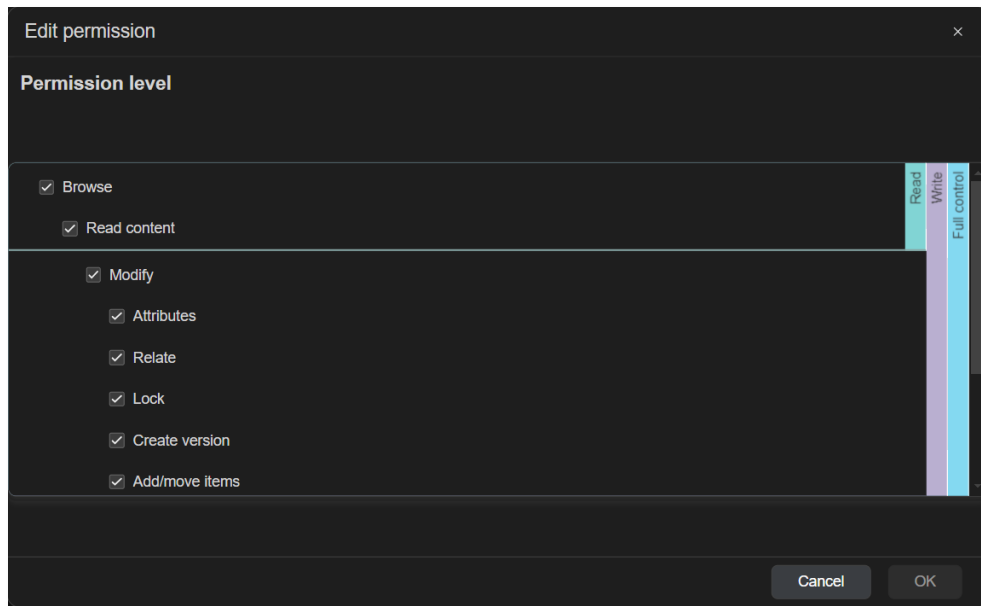 Edit permission
×
Permission level
Browse
Read content
Modify
Attributes
Relate
Lock
Create version
Add/move items
Read
Write
Full control
Cancel
OK